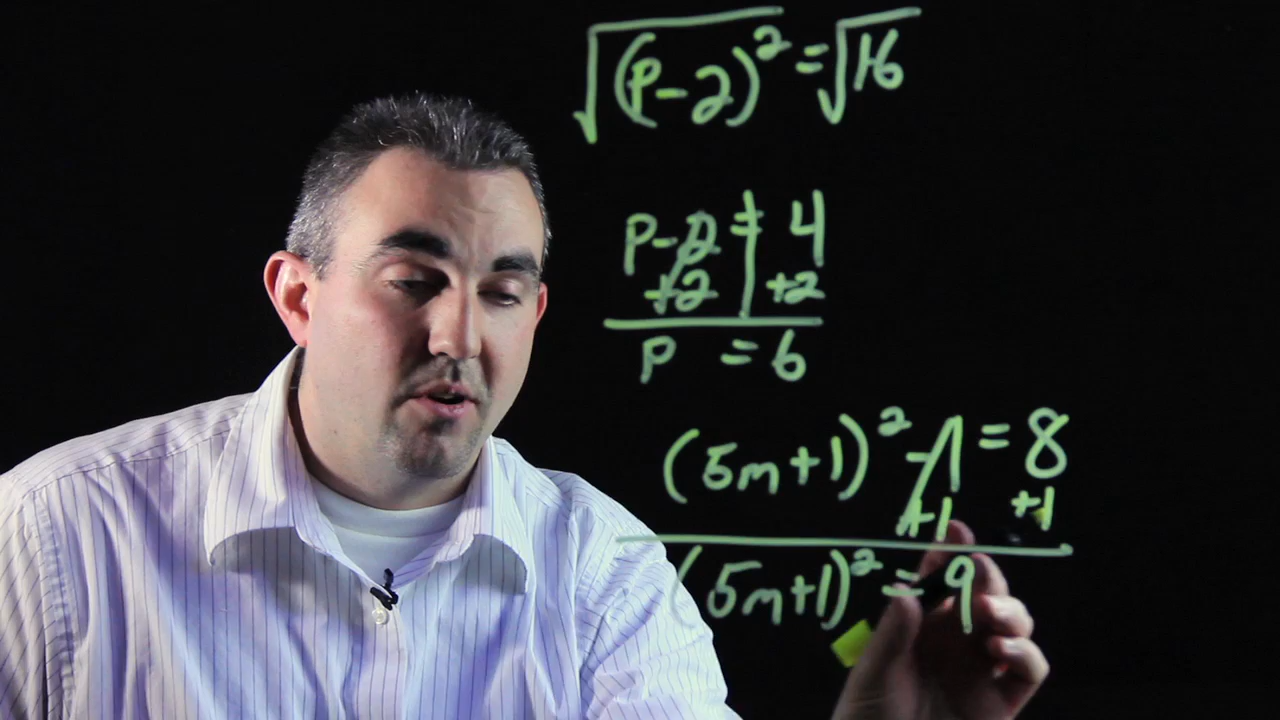 √(p-2)² = √16
p-2 = 4
+2 +2
p = 6
(5m+1)² -1 = 8
+1 +1
(5m+1)² = 9